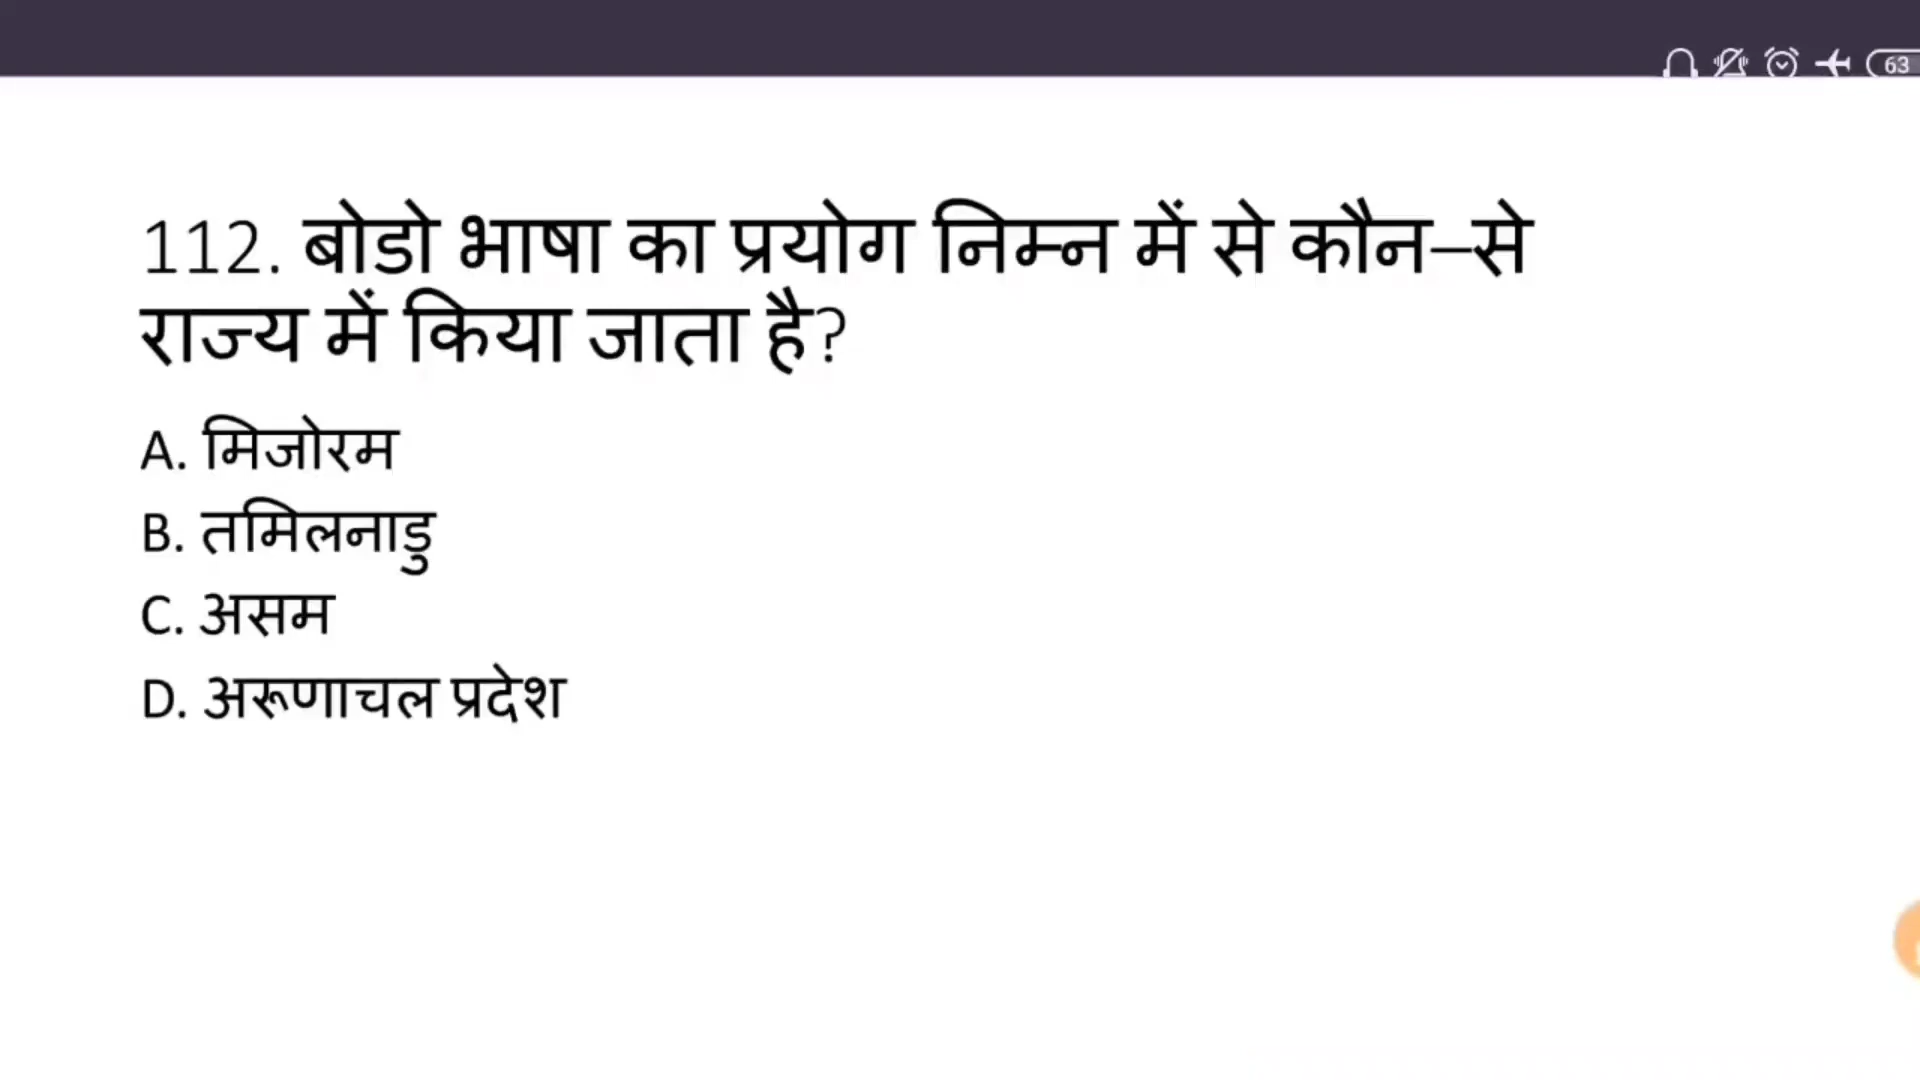 63
112. बोडो भाषा का प्रयोग निम्न में से कौन–से
राज्य में किया जाता है?
A. मिजोरम
B. तमिलनाडु
C. असम
D. अरूणाचल प्रदेश